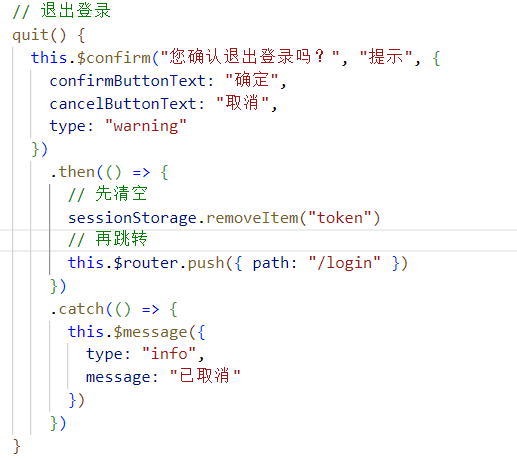 // 退出登录
quit() {
this.$confirm("您确认退出登录吗？", "提示", {
confirmButtonText: "确定",
cancelButtonText: "取消",
type: "warning"
})
.then(() => {
// 先清空
sessionStorage.removeItem("token")
// 再跳转
this.$router.push({ path: "/login" })
})
.catch(() => {
this.$message({
type: "info",
message: "已取消"
})
})
}